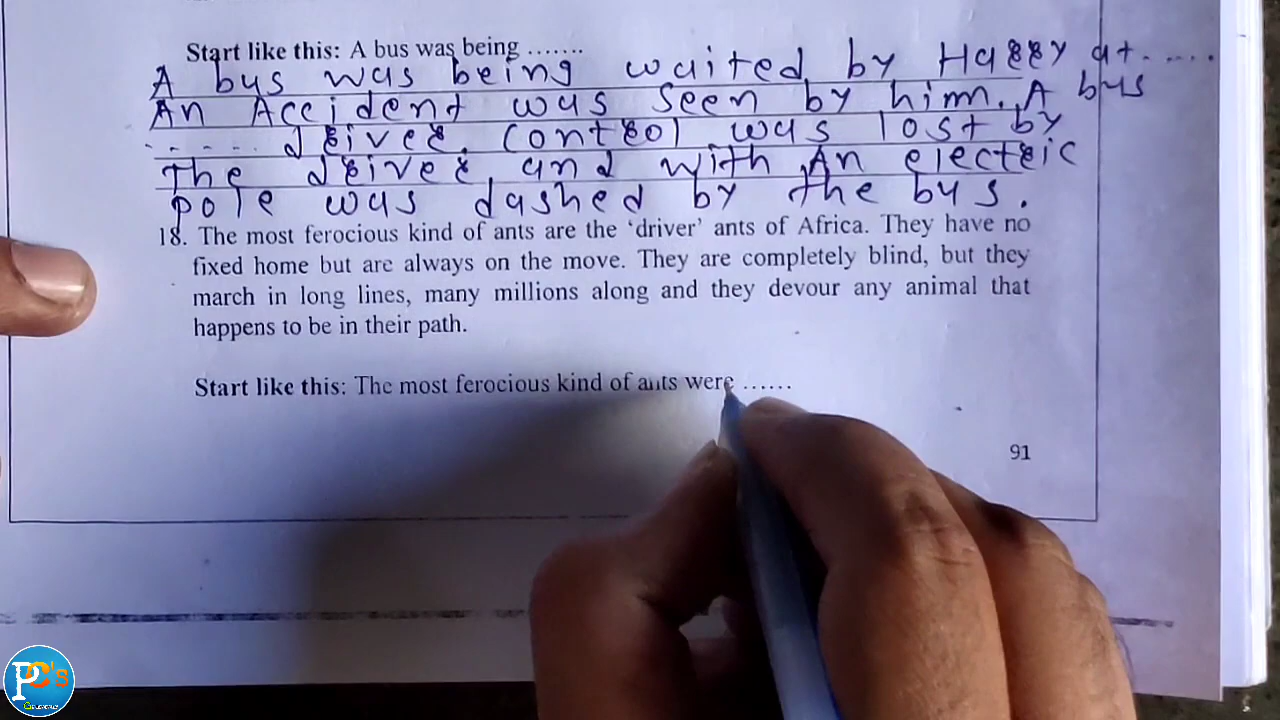 Start like this: A bus was being .......
A bus was being waited by Harry at.....
An Accident was seen by him. A bus
..... driver. Control was lost by
The driver and with An electric
pole was dashed by the bus.
18. The most ferocious kind of ants are the ‘driver’ ants of Africa. They have no
fixed home but are always on the move. They are completely blind, but they
march in long lines, many millions along and they devour any animal that
happens to be in their path.
Start like this: The most ferocious kind of ants were ......
91
PC's